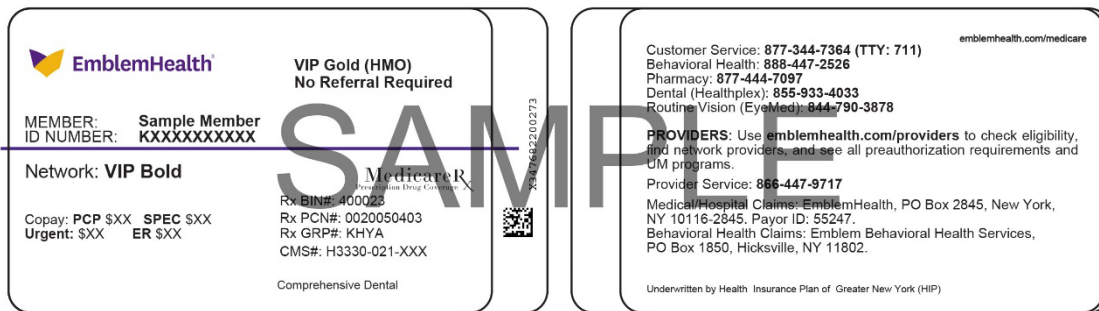 EmblemHealth®
VIP Gold (HMO)
No Referral Required
MEMBER: Sample Member
ID NUMBER: KXXXXXXXXXX
Network: VIP Bold
MedicareRx
Prescription Drug Coverage
Rx BIN#: 400023
Rx PCN#: 0020050403
Rx GRP#: KHYA
CMS#: H3330-021-XXX
Copay: PCP $XX SPEC $XX
Urgent: $XX ER $XX
Comprehensive Dental
X347682200273
SAMPLE
emblemhealth.com/medicare
Customer Service: 877-344-7364 (TTY: 711)
Behavioral Health: 888-447-2526
Pharmacy: 877-444-7097
Dental (Healthplex): 855-933-4033
Routine Vision (EyeMed): 844-790-3878
PROVIDERS: Use emblemhealth.com/providers to check eligibility,
find network providers, and see all preauthorization requirements and
UM programs.
Provider Service: 866-447-9717
Medical/Hospital Claims: EmblemHealth, PO Box 2845, New York,
NY 10116-2845. Payor ID: 55247.
Behavioral Health Claims: Emblem Behavioral Health Services,
PO Box 1850, Hicksville, NY 11802.
Underwritten by Health Insurance Plan of Greater New York (HIP)